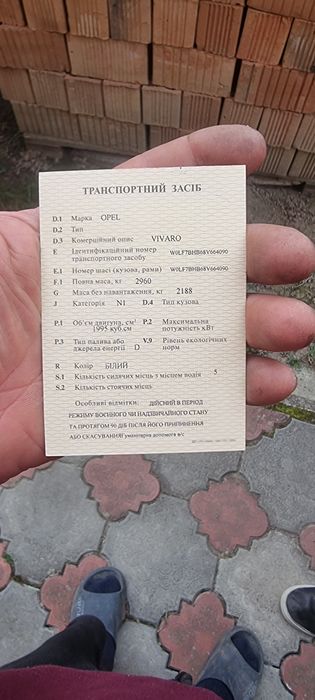 ТРАНСПОРТНИЙ ЗАСІБ
D.1 Марка OPEL
D.2 Тип
D.3 Комерційний опис VIVARO
E Ідентифікаційний номер транспортного засобу W0LF7BHB68V664090
E.1 Номер шасі (кузова, рами) W0LF7BHB68V664090
F.1 Повна маса, кг 2960
G Маса без навантаження, кг 2188
J Категорія N1 D.4 Тип кузова
P.1 Об'єм двигуна, см³ 1995 куб.см P.2 Максимальна потужність кВт
P.3 Тип палива або джерела енергії D V.9 Рівень екологічних норм
R Колір БІЛИЙ
S.1 Кількість сидячих місць з місцем водія 5
S.2 Кількість стоячих місць
Особливі відмітки: ДІЙСНИЙ В ПЕРІОД
РЕЖИМУ ВОЄННОГО ЧИ НАДЗВИЧАЙНОГО СТАНУ
ТА ПРОТЯГОМ 90 ДІБ ПІСЛЯ ЙОГО ПРИПИНЕННЯ
АБО СКАСУВАННЯ/гуманітарна допомога в/с